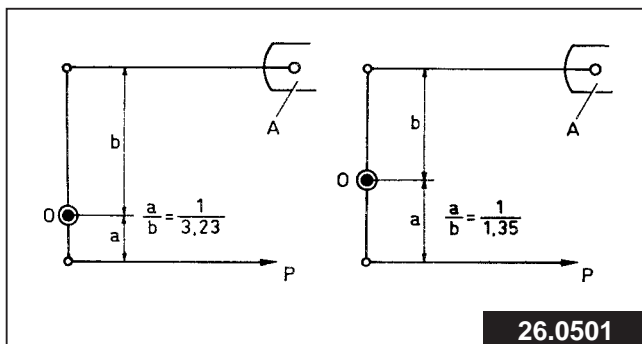 A
b
O
a/b = 1/3,23
a
P
A
b
O
a/b = 1/1,35
a
P
26.0501